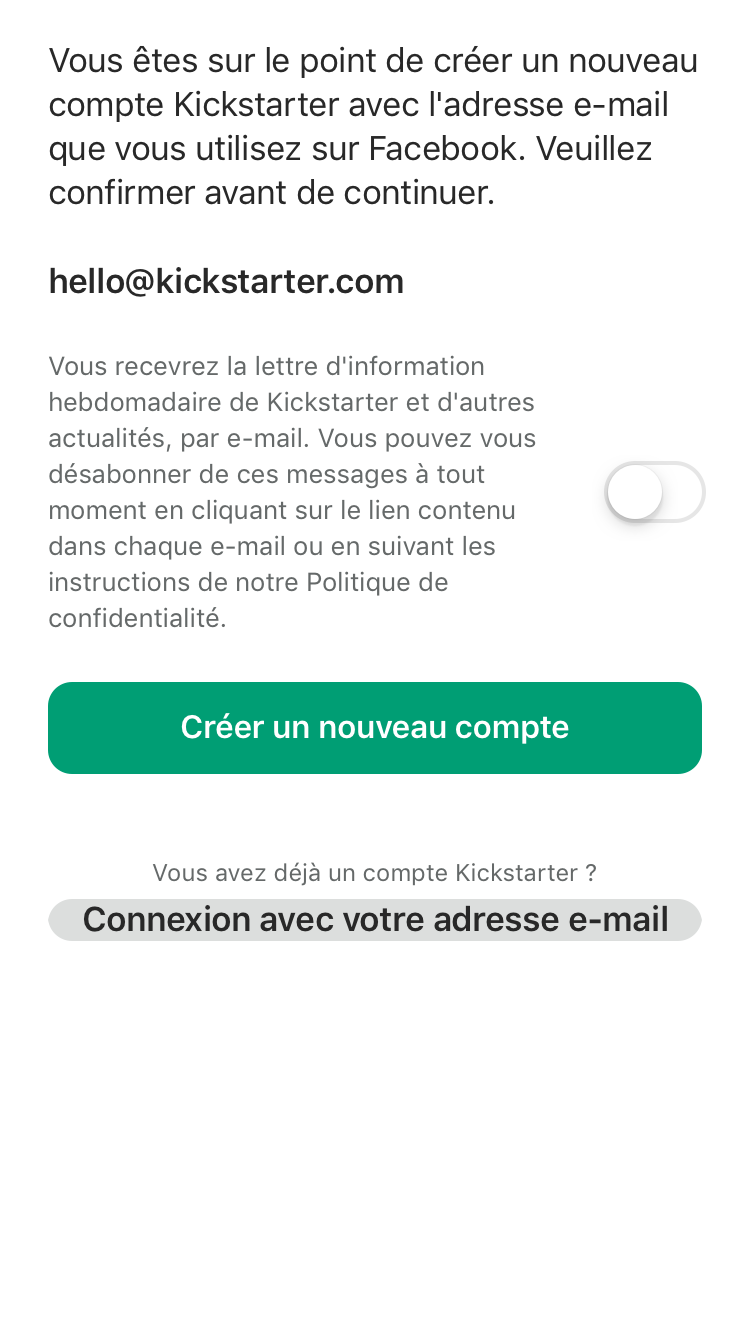 Vous êtes sur le point de créer un nouveau
compte Kickstarter avec l'adresse e-mail
que vous utilisez sur Facebook. Veuillez
confirmer avant de continuer.
hello@kickstarter.com
Vous recevrez la lettre d'information
hebdomadaire de Kickstarter et d'autres
actualités, par e-mail. Vous pouvez vous
désabonner de ces messages à tout
moment en cliquant sur le lien contenu
dans chaque e-mail ou en suivant les
instructions de notre Politique de
confidentialité.
Créer un nouveau compte
Vous avez déjà un compte Kickstarter ?
Connexion avec votre adresse e-mail